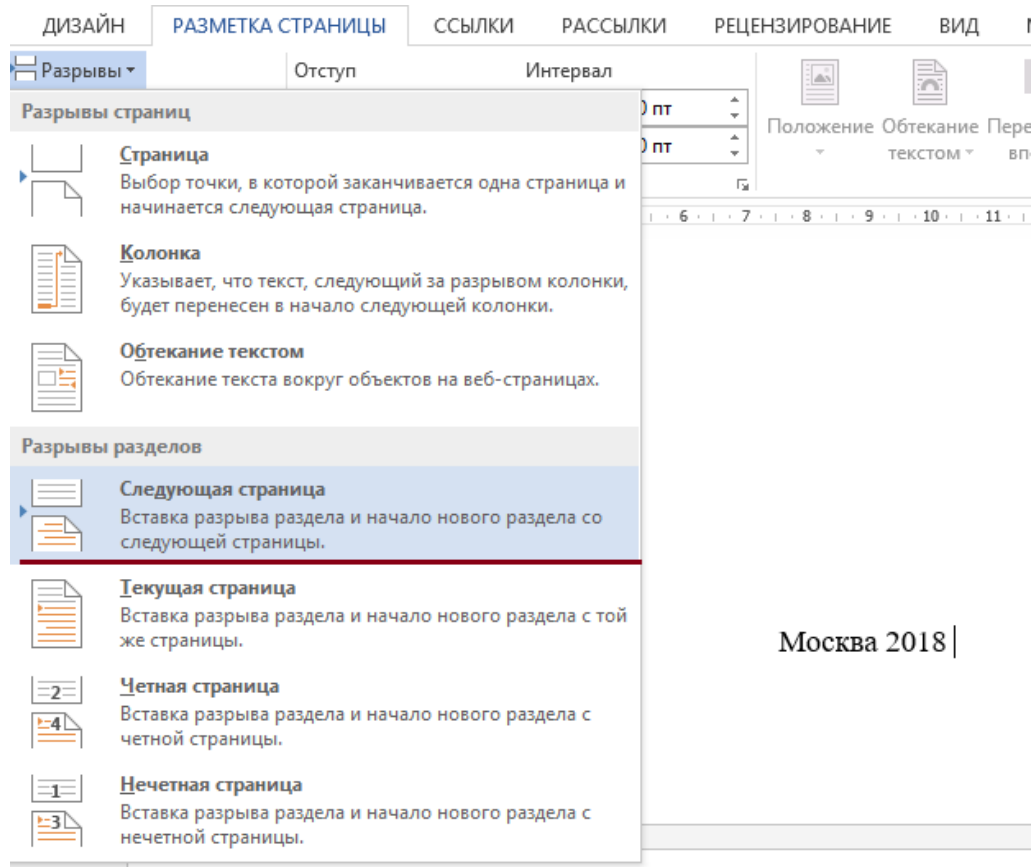 ДИЗАЙН РАЗМЕТКА СТРАНИЦЫ ССЫЛКИ РАССЫЛКИ РЕЦЕНЗИРОВАНИЕ ВИД
Разрывы Отступ Интервал
Разрывы страниц
пт
Положение Обтекание
пт
текстом
Страница
Выбор точки, в которой заканчивается одна страница и
начинается следующая страница.
6 7 8 9 10 11
Колонка
Указывает, что текст, следующий за разрывом колонки,
будет перенесен в начало следующей колонки.
Обтекание текстом
Обтекание текста вокруг объектов на веб-страницах.
Разрывы разделов
Следующая страница
Вставка разрыва раздела и начало нового раздела со
следующей страницы.
Текущая страница
Вставка разрыва раздела и начало нового раздела с той
же страницы.
Москва 2018
Четная страница
Вставка разрыва раздела и начало нового раздела с
четной страницы.
2
4
Нечетная страница
Вставка разрыва раздела и начало нового раздела с
нечетной страницы.
1
3